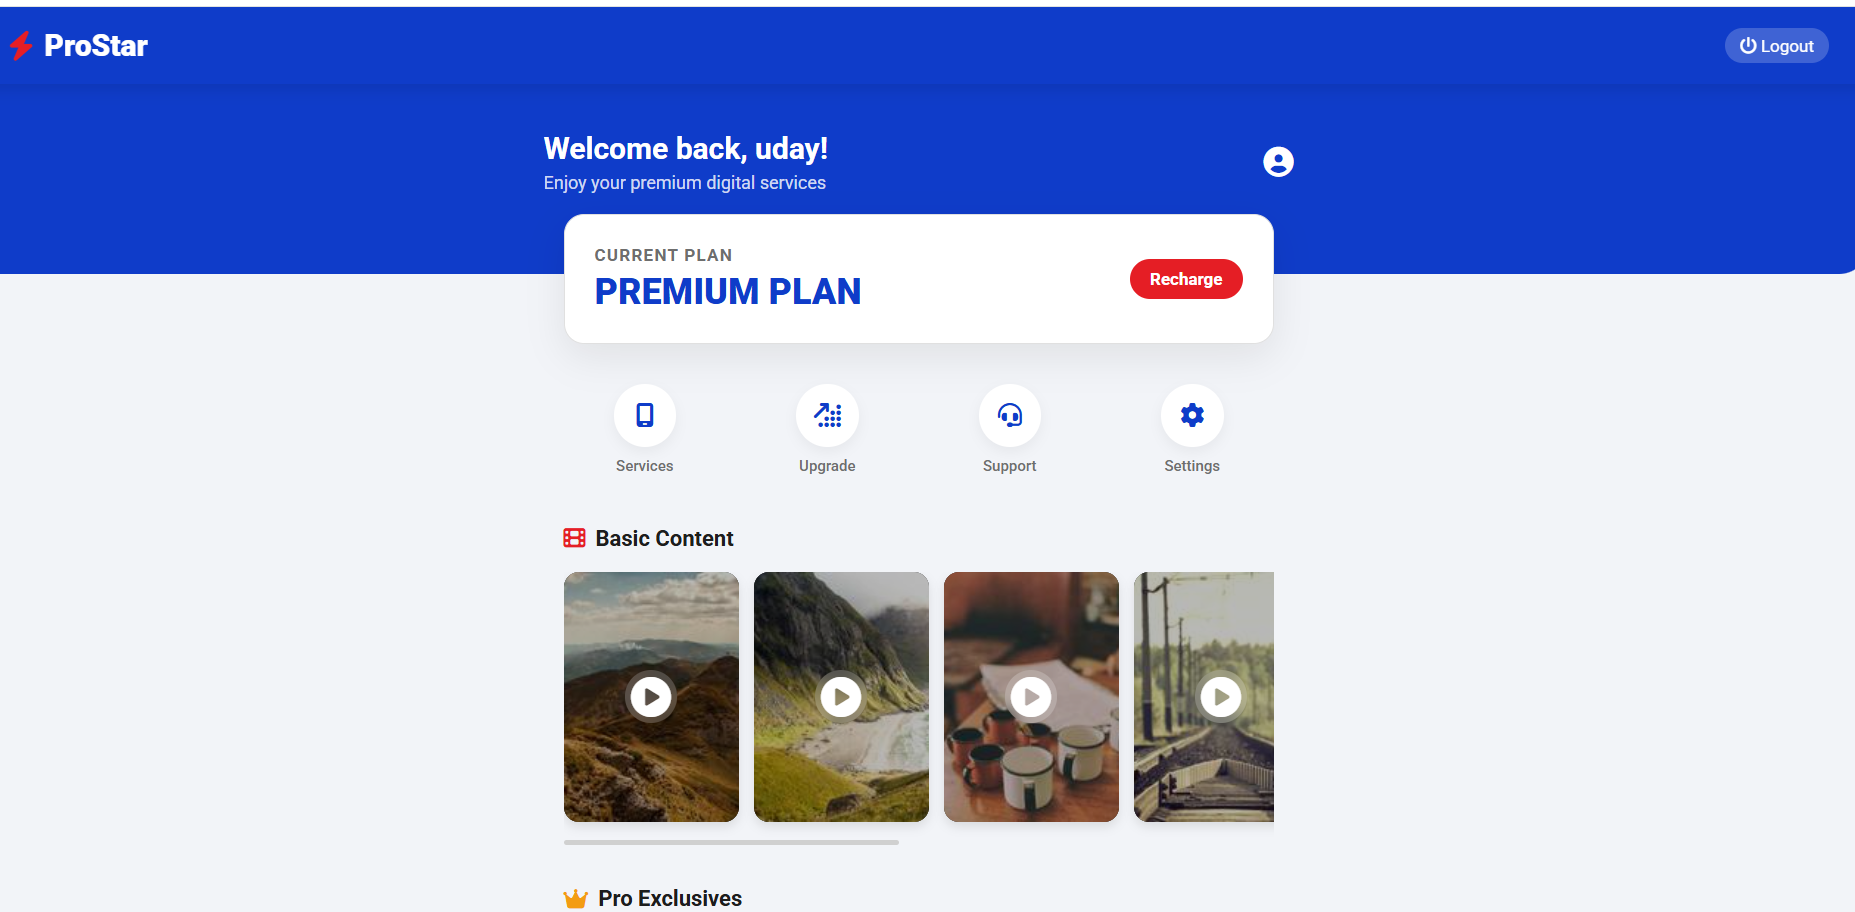 ProStar
Logout
Welcome back, uday!
Enjoy your premium digital services
CURRENT PLAN
PREMIUM PLAN
Recharge
Services
Upgrade
Support
Settings
Basic Content
Pro Exclusives